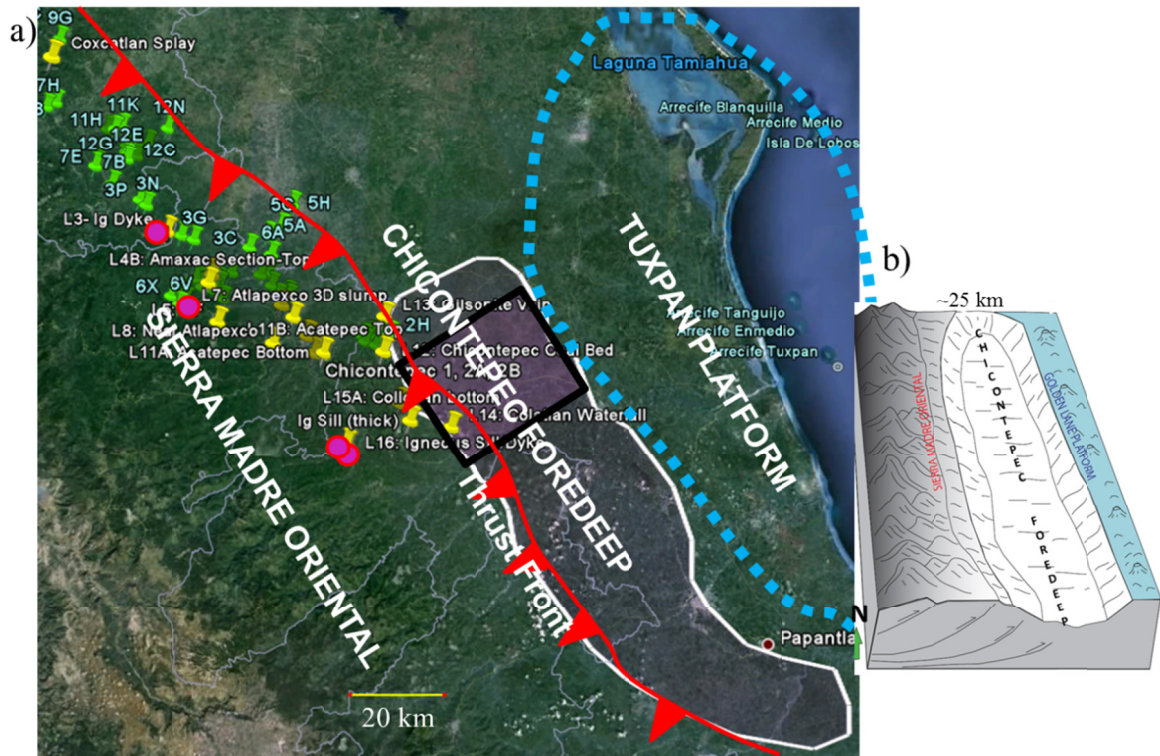 a)
9G
Coxcatlan Splay
7H
11K
11H
12N
12E
12G
7E
7B
12C
3P
3N
L3- Ig Dyke
3G
3C
5C
5H
5A
6A
L4B: Amaxac Section-Top
6X
6V
L7: Atlapexco 3D slump
L8: Near Atlapexco
11B: Acatepec Top
L11A: Acatepec Bottom
L13: Gilsonite Vein
2H
Chicontepec Coal Bed
Chicontepec 1, 2A, 2B
L15A:
bottom
Ig Sill (thick)
L14:
L16: Igneous Sill Dyke
SIERRA MADRE ORIENTAL
CHICONTEPEC FOREDEEP
Thrust Front
TUXPAN PLATFORM
Laguna Tamiahua
Arrecife Blanquilla
Arrecife Medio
Isla De Lobos
Arrecife Tanguijo
Arrecife Enmedio
Arrecife Tuxpan
Papantla
20 km
N
b)
~25 km
SIERRA MADRE ORIENTAL
CHICONTEPEC FOREDEEP
GOLDEN LANE PLATFORM